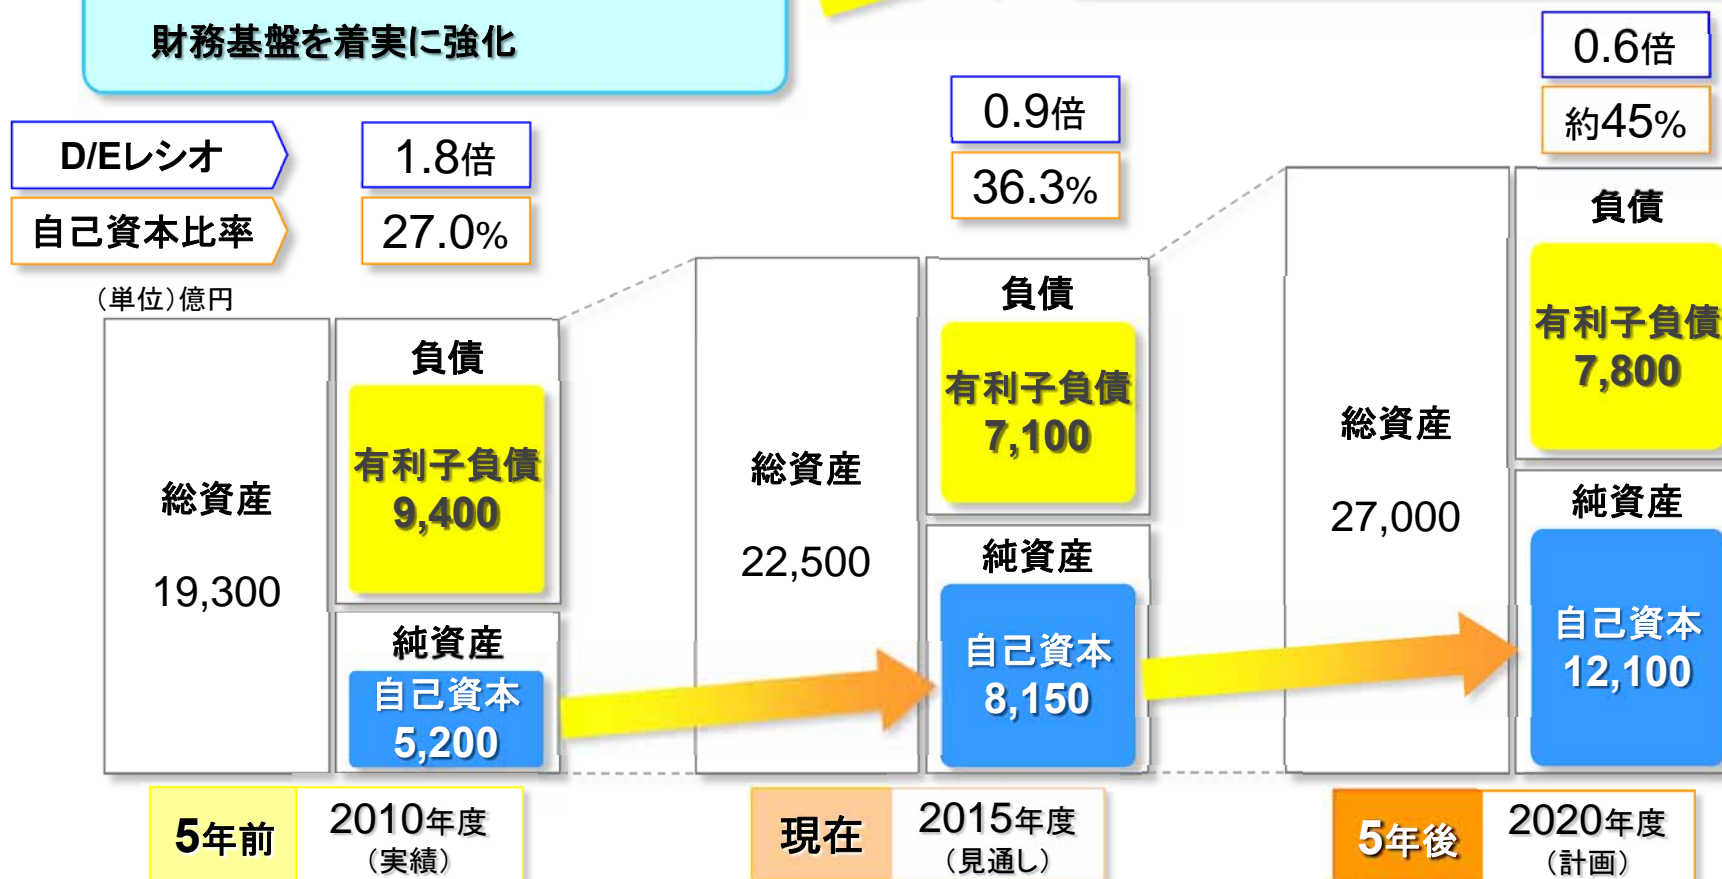 財務基盤を着実に強化
D/Eレシオ
自己資本比率
1.8倍
27.0%
0.9倍
36.3%
0.6倍
約45%
(単位)億円
総資産
19,300
負債
有利子負債
9,400
純資産
自己資本
5,200
総資産
22,500
負債
有利子負債
7,100
純資産
自己資本
8,150
総資産
27,000
負債
有利子負債
7,800
純資産
自己資本
12,100
5年前
2010年度
(実績)
現在
2015年度
(見通し)
5年後
2020年度
(計画)